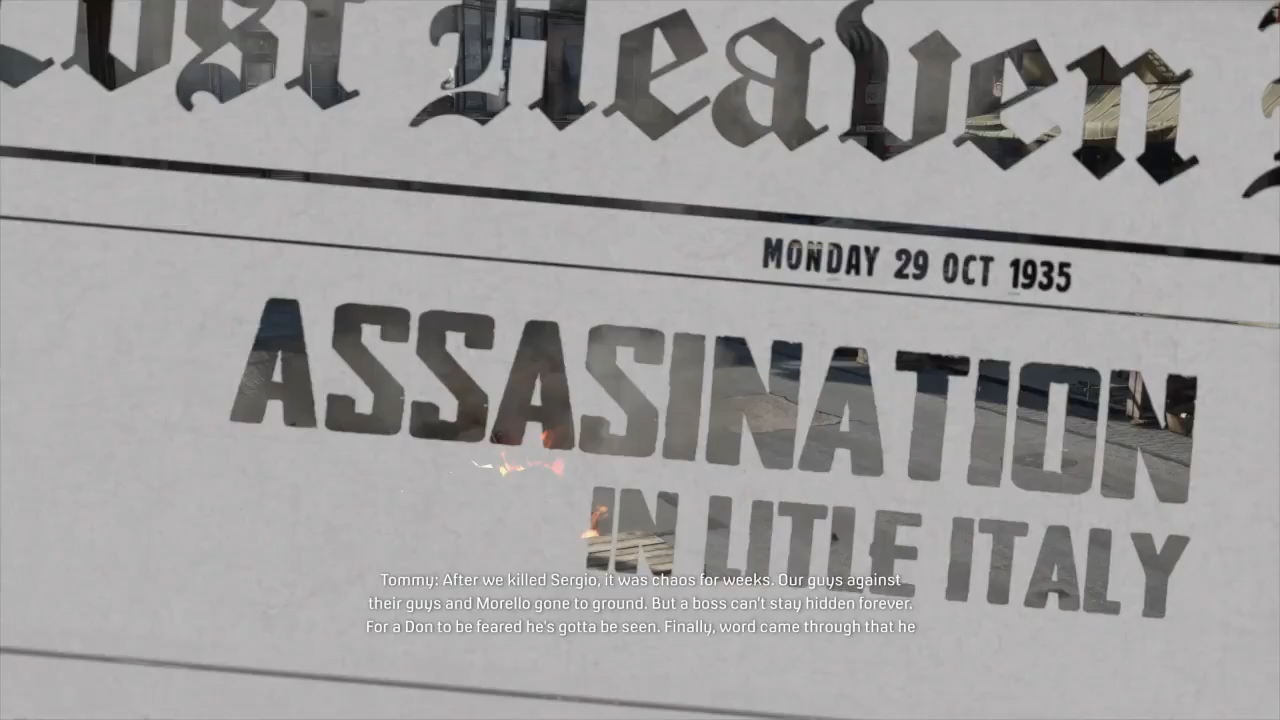 Lost Heaven
MONDAY 29 OCT 1935
ASSASINATION
IN LITTLE ITALY
Tommy: After we killed Sergio, it was chaos for weeks. Our guys against
their guys and Morello gone to ground. But a boss can't stay hidden forever.
For a Don to be feared he's gotta be seen. Finally, word came through that he